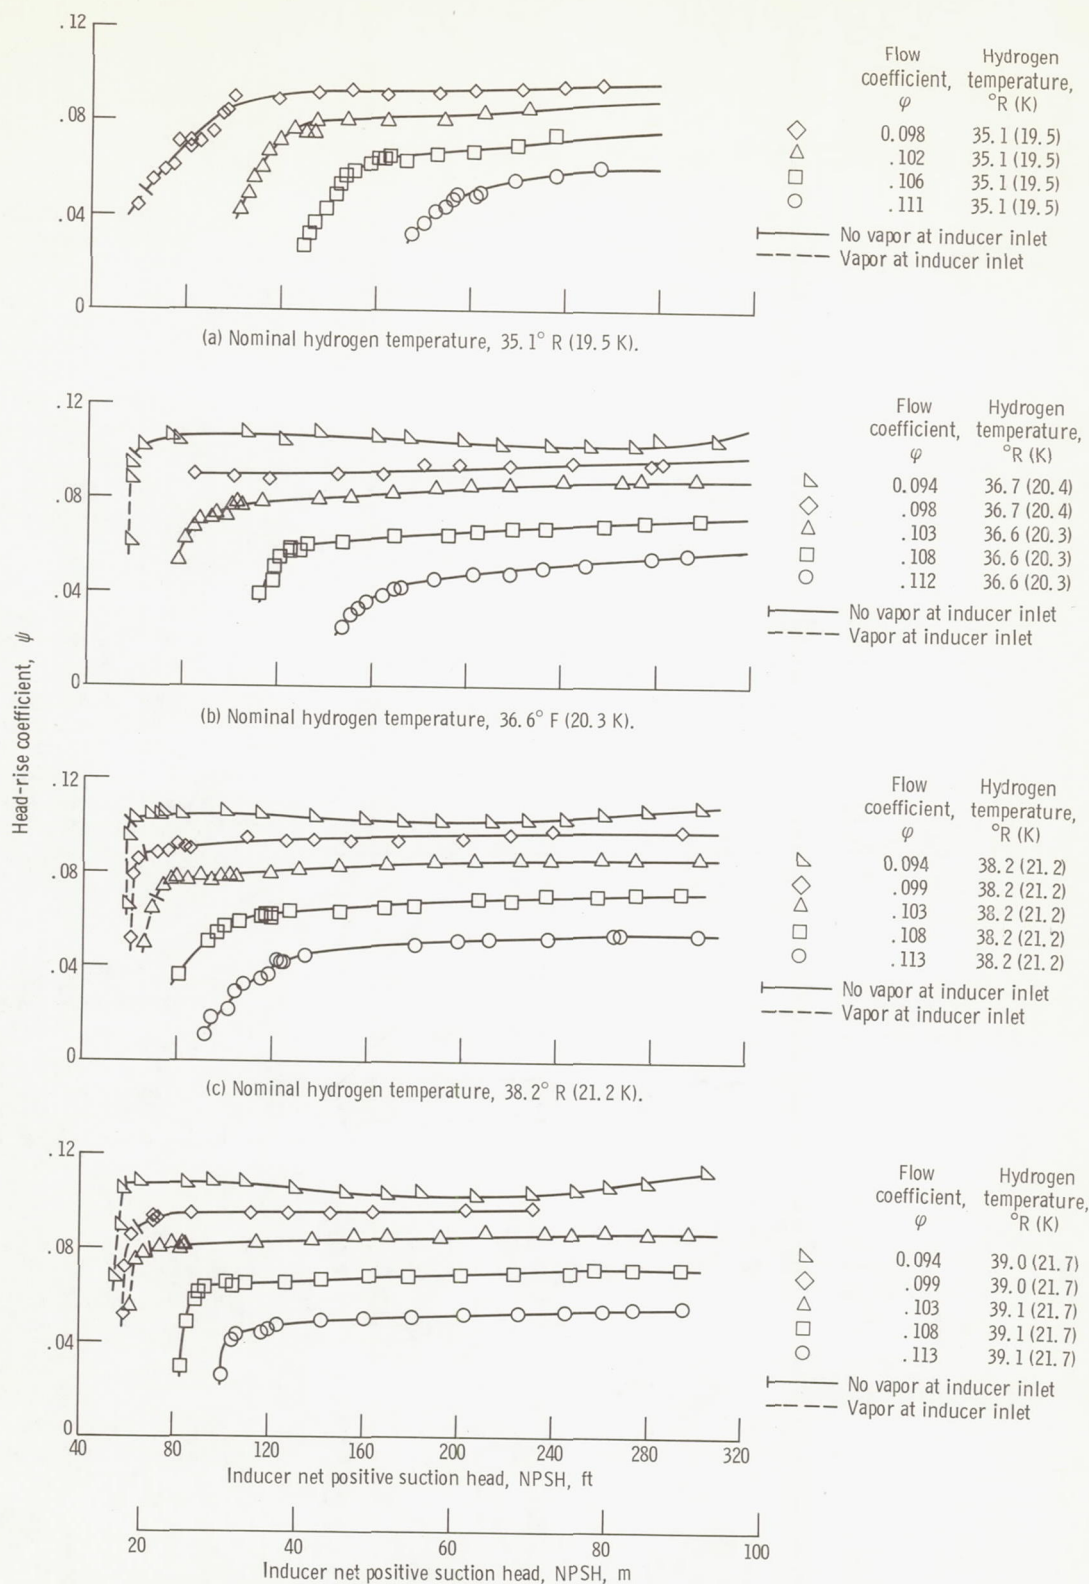 .12
.08
.04
0
Flow coefficient, φ
Hydrogen temperature, °R (K)
0.098 35.1 (19.5)
.102 35.1 (19.5)
.106 35.1 (19.5)
.111 35.1 (19.5)
No vapor at inducer inlet
Vapor at inducer inlet
(a) Nominal hydrogen temperature, 35.1° R (19.5 K).
.12
.08
.04
0
Flow coefficient, φ
Hydrogen temperature, °R (K)
0.094 36.7 (20.4)
.098 36.7 (20.4)
.103 36.6 (20.3)
.108 36.6 (20.3)
.112 36.6 (20.3)
No vapor at inducer inlet
Vapor at inducer inlet
(b) Nominal hydrogen temperature, 36.6° F (20.3 K).
Head-rise coefficient, ψ
.12
.08
.04
0
Flow coefficient, φ
Hydrogen temperature, °R (K)
0.094 38.2 (21.2)
.099 38.2 (21.2)
.103 38.2 (21.2)
.108 38.2 (21.2)
.113 38.2 (21.2)
No vapor at inducer inlet
Vapor at inducer inlet
(c) Nominal hydrogen temperature, 38.2° R (21.2 K).
.12
.08
.04
0
Flow coefficient, φ
Hydrogen temperature, °R (K)
0.094 39.0 (21.7)
.099 39.0 (21.7)
.103 39.1 (21.7)
.108 39.1 (21.7)
.113 39.1 (21.7)
No vapor at inducer inlet
Vapor at inducer inlet
40 80 120 160 200 240 280 320
Inducer net positive suction head, NPSH, ft
20 40 60 80 100
Inducer net positive suction head, NPSH, m